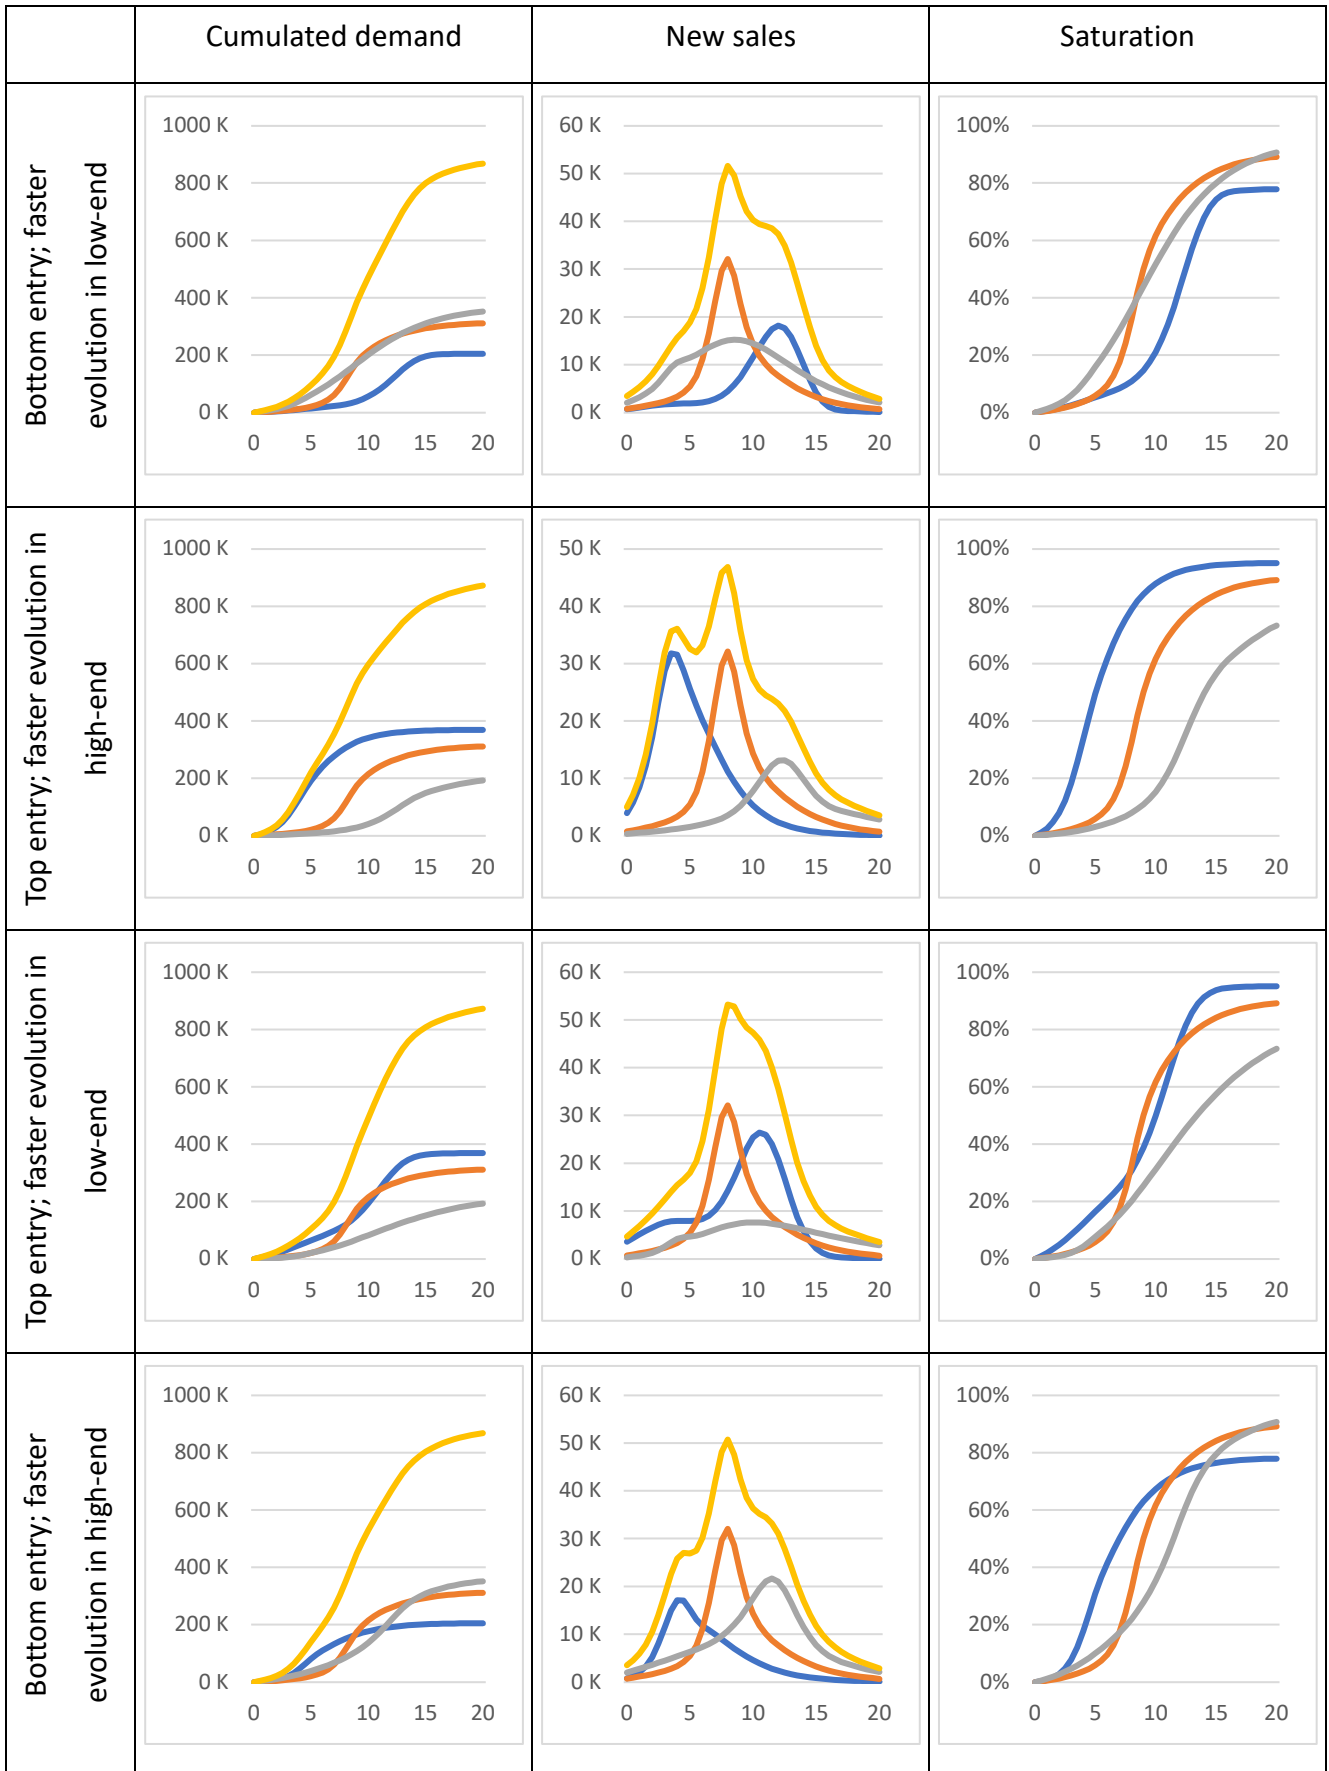 Cumulated demand
New sales
Saturation
Bottom entry; faster
evolution in low-end
1000 K
800 K
600 K
400 K
200 K
0 K
0 5 10 15 20
60 K
50 K
40 K
30 K
20 K
10 K
0 K
0 5 10 15 20
100%
80%
60%
40%
20%
0%
0 5 10 15 20
Top entry; faster evolution in
high-end
1000 K
800 K
600 K
400 K
200 K
0 K
0 5 10 15 20
50 K
40 K
30 K
20 K
10 K
0 K
0 5 10 15 20
100%
80%
60%
40%
20%
0%
0 5 10 15 20
Top entry; faster evolution in
low-end
1000 K
800 K
600 K
400 K
200 K
0 K
0 5 10 15 20
60 K
50 K
40 K
30 K
20 K
10 K
0 K
0 5 10 15 20
100%
80%
60%
40%
20%
0%
0 5 10 15 20
Bottom entry; faster
evolution in high-end
1000 K
800 K
600 K
400 K
200 K
0 K
0 5 10 15 20
60 K
50 K
40 K
30 K
20 K
10 K
0 K
0 5 10 15 20
100%
80%
60%
40%
20%
0%
0 5 10 15 20